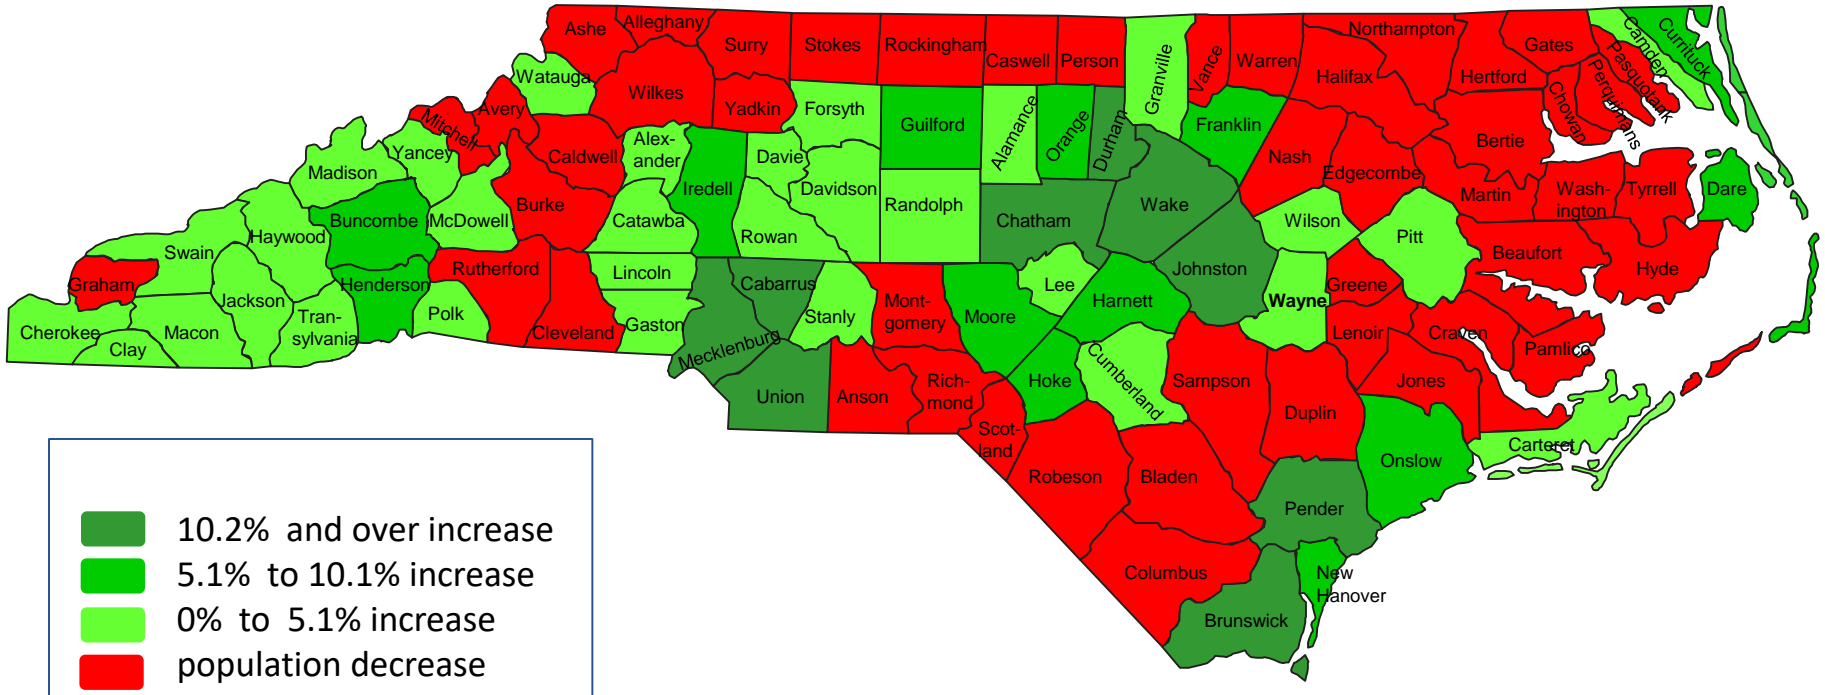 Ashe
Alleghany
Surry
Stokes
Rockingham
Caswell
Person
Granville
Vance
Warren
Northampton
Halifax
Hertford
Gates
Camden
Currituck
Pasquotank
Perquimans
Chowan
Watauga
Wilkes
Yadkin
Forsyth
Guilford
Alamance
Orange
Durham
Franklin
Nash
Edgecombe
Bertie
Martin
Wash-
ington
Tyrrell
Dare
Mitchell
Avery
Caldwell
Alex-
ander
Iredell
Davie
Davidson
Randolph
Chatham
Wake
Wilson
Pitt
Beaufort
Hyde
Madison
Yancey
Buncombe
McDowell
Burke
Catawba
Rowan
Haywood
Swain
Graham
Cherokee
Clay
Macon
Jackson
Tran-
sylvania
Henderson
Polk
Rutherford
Cleveland
Lincoln
Gaston
Mecklenburg
Cabarrus
Stanly
Union
Anson
Mont-
gomery
Rich-
mond
Moore
Lee
Harnett
Johnston
Wayne
Greene
Lenoir
Craven
Pamlico
Jones
Carteret
Onslow
Duplin
Sampson
Cumberland
Hoke
Scot-
land
Robeson
Bladen
Pender
Columbus
Brunswick
New
Hanover
10.2% and over increase
5.1% to 10.1% increase
0% to 5.1% increase
population decrease